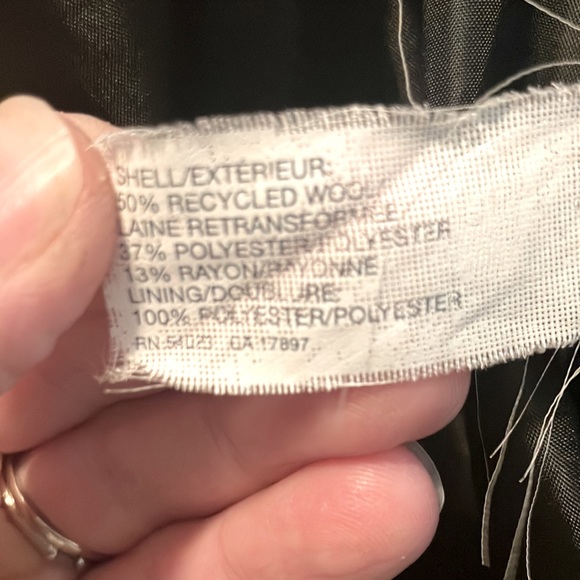 SHELL/EXTÉRIEUR:
50% RECYCLED WOOL
LAINE RETRANSFORMÉE
37% POLYESTER/POLYESTER
13% RAYON/RAYONNE
LINING/DOUBLURE:
100% POLYESTER/POLYESTER
RN CA 17897